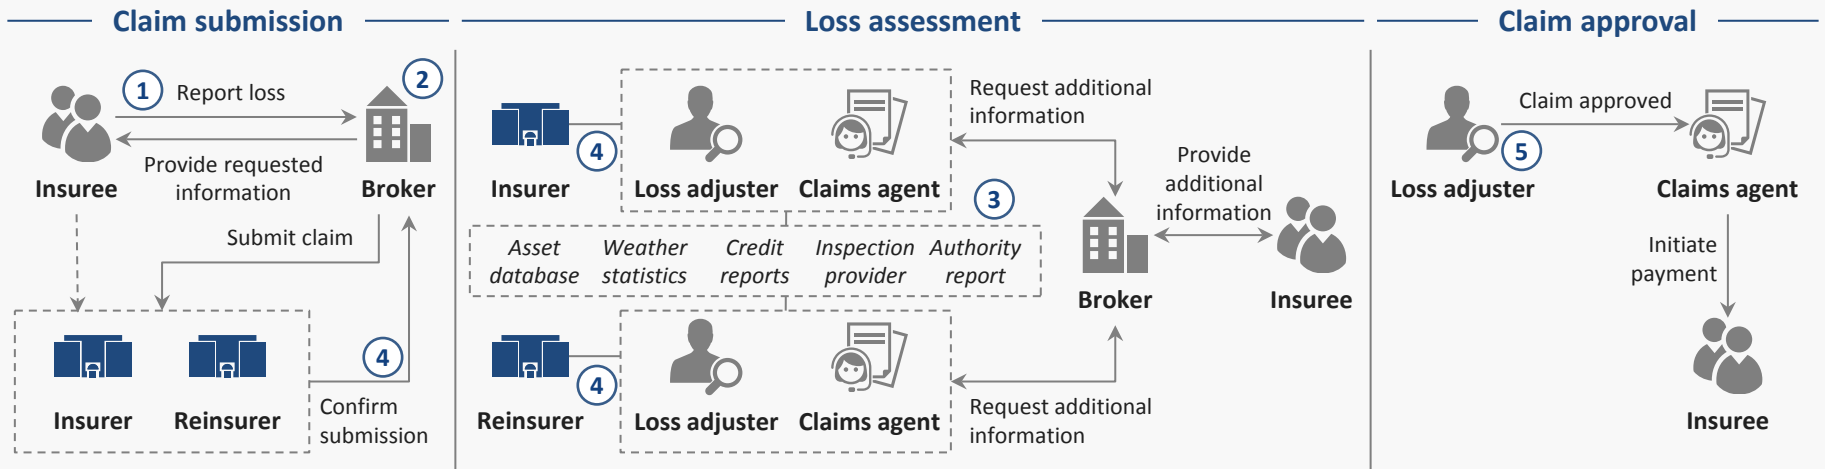 Claim submission
1
Report loss
2
Provide requested
information
Insuree
Broker
Submit claim
4
Insurer
Reinsurer
Confirm
submission
Loss assessment
Insurer
4
Loss adjuster
Claims agent
Request additional
information
3
Asset
database
Weather
statistics
Credit
reports
Inspection
provider
Authority
report
Provide
additional
information
Broker
Insuree
Reinsurer
4
Loss adjuster
Claims agent
Request additional
information
Claim approval
Claim approved
5
Loss adjuster
Claims agent
Initiate
payment
Insuree